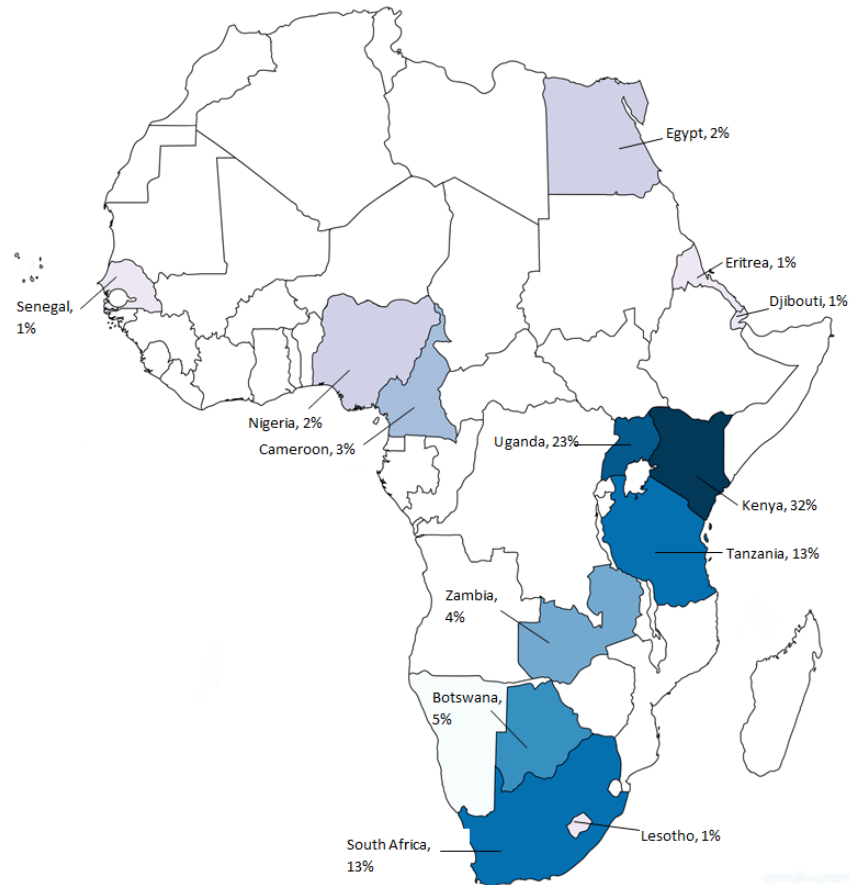 Egypt, 2%
Eritrea, 1%
Djibouti, 1%
Senegal,
1%
Nigeria, 2%
Cameroon, 3%
Uganda, 23%
Kenya, 32%
Tanzania, 13%
Zambia,
4%
Botswana,
5%
South Africa,
13%
Lesotho, 1%